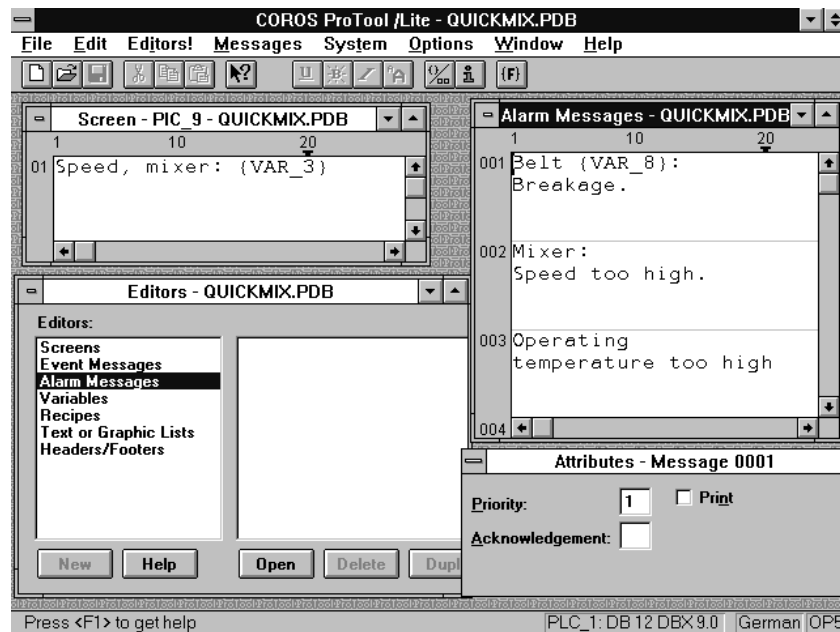 COROS ProTool /Lite - QUICKMIX.PDB
File Edit Editors! Messages System Options Window Help
Screen - PIC_9 - QUICKMIX.PDB
1 10 20
01 Speed, mixer: {VAR_3}
Alarm Messages - QUICKMIX.PDB
1 10 20
001 Belt {VAR_8}:
Breakage.
002 Mixer:
Speed too high.
003 Operating
temperature too high
004
Editors - QUICKMIX.PDB
Editors:
Screens
Event Messages
Alarm Messages
Variables
Recipes
Text or Graphic Lists
Headers/Footers
New Help Open Delete Dupl
Attributes - Message 0001
Priority: 1 Print
Acknowledgement:
Press <F1> to get help PLC_1: DB 12 DBX 9.0 German